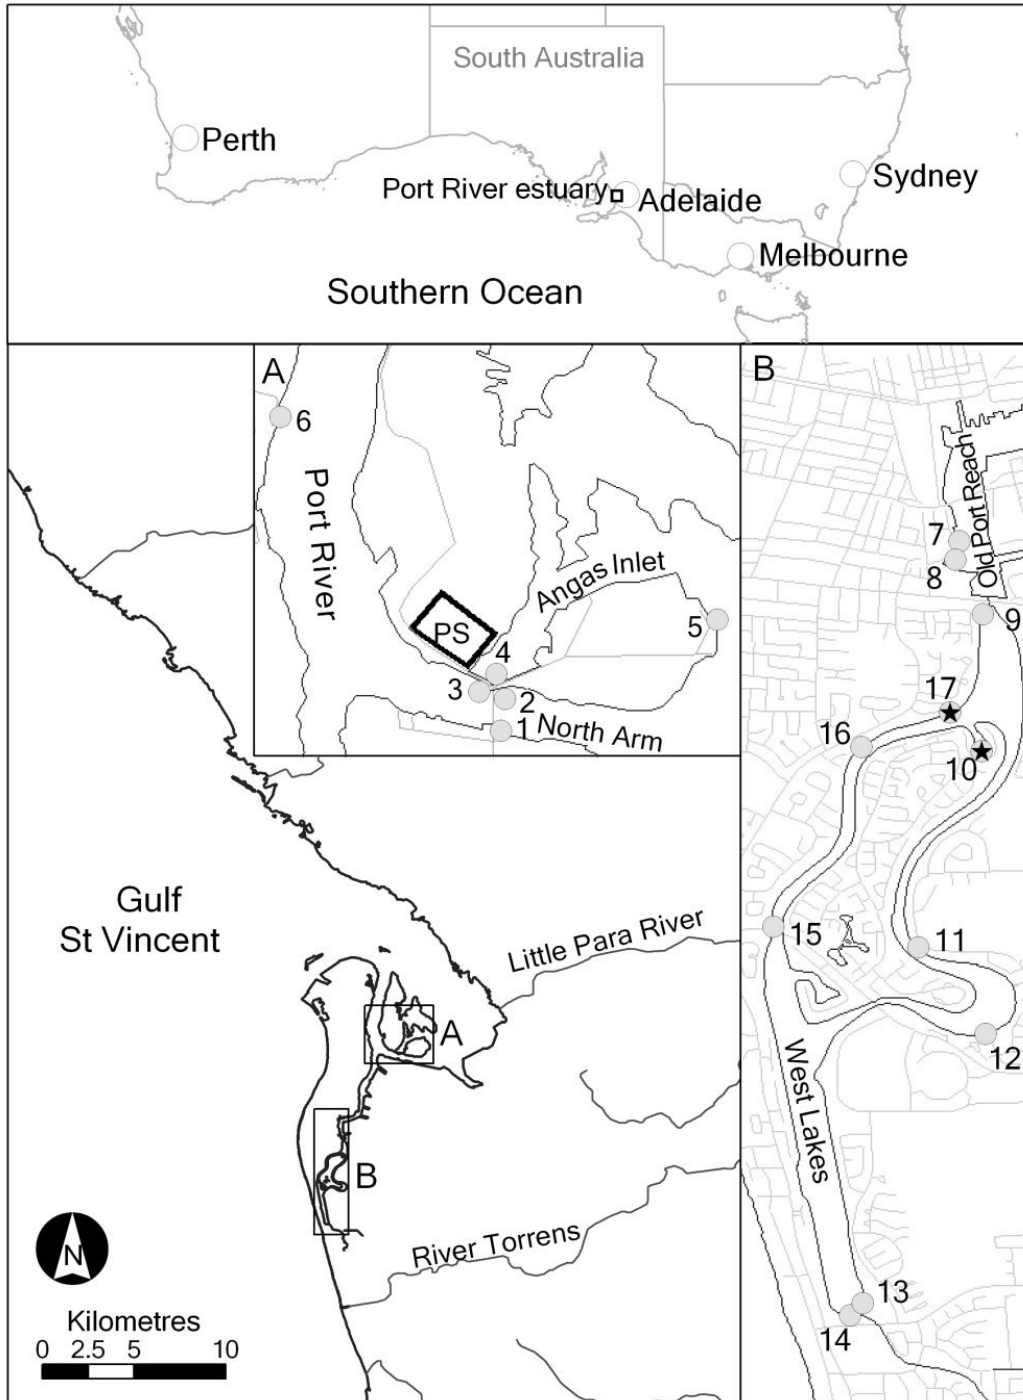 South Australia
Perth
Port River estuary
Adelaide
Sydney
Melbourne
Southern Ocean
A
6
Port River
Angas Inlet
PS
5
4
3
2
1
North Arm
B
Old Port Reach
7
8
9
17
16
10
15
11
12
West Lakes
13
14
Gulf
St Vincent
Little Para River
A
B
River Torrens
N
Kilometres
0 2.5 5 10